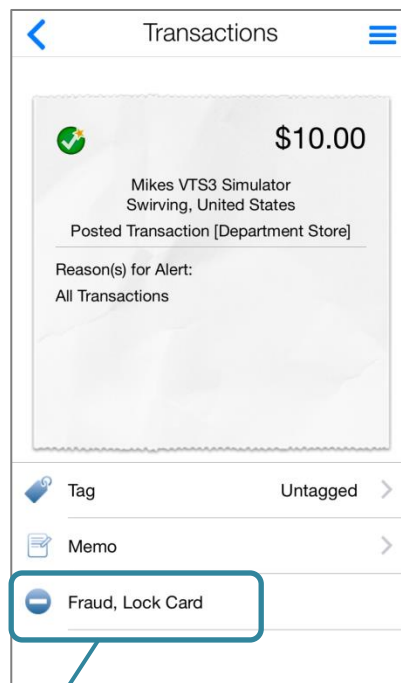 Transactions
$10.00
Mikes VTS3 Simulator
Swirving, United States
Posted Transaction [Department Store]
Reason(s) for Alert:
All Transactions
Tag Untagged
Memo
Fraud, Lock Card